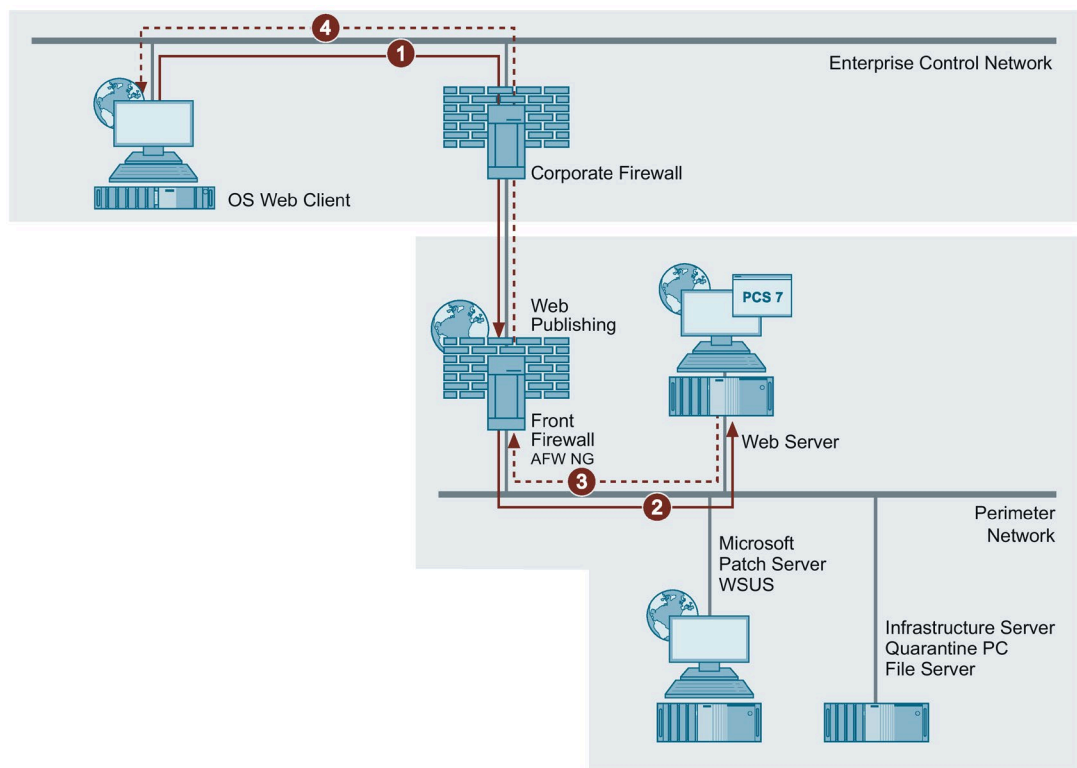 4
1
Enterprise Control Network
Corporate Firewall
OS Web Client
PCS 7
Web
Publishing
Front
Firewall
AFW NG
Web Server
3
2
Perimeter
Network
Microsoft
Patch Server
WSUS
Infrastructure Server
Quarantine PC
File Server